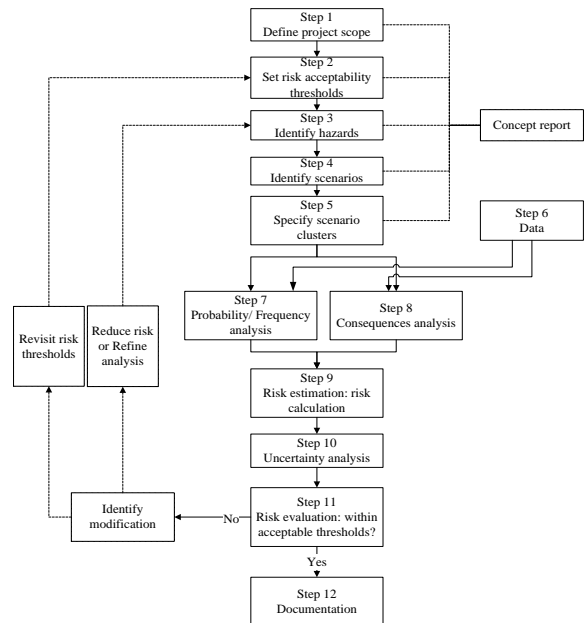 Step 1
Define project scope
Step 2
Set risk acceptability
thresholds
Step 3
Identify hazards
Concept report
Step 4
Identify scenarios
Step 5
Specify scenario
clusters
Step 6
Data
Step 7
Probability/ Frequency
analysis
Step 8
Consequences analysis
Revisit risk
thresholds
Reduce risk
or Refine
analysis
Step 9
Risk estimation: risk
calculation
Step 10
Uncertainty analysis
Step 11
Risk evaluation: within
acceptable thresholds?
No
Identify
modification
Yes
Step 12
Documentation